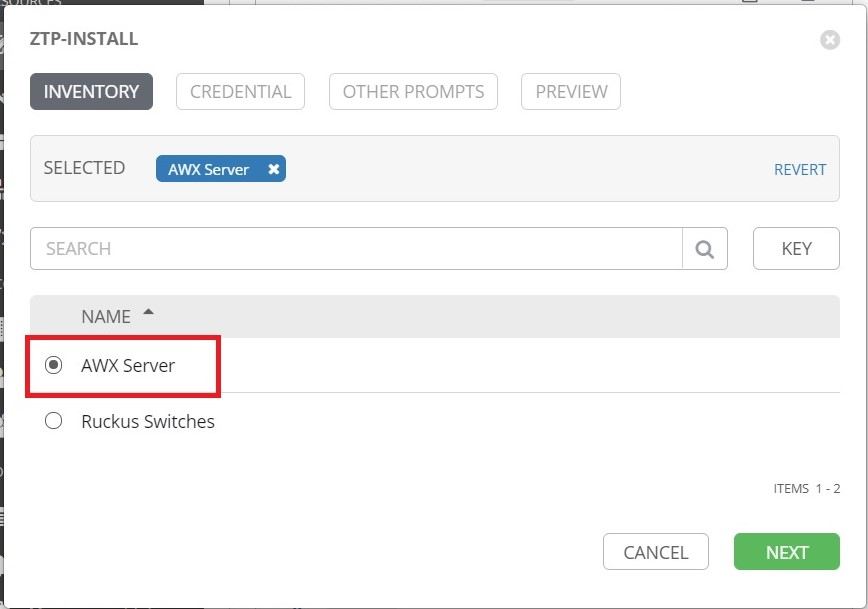 SOURCES
ZTP-INSTALL
INVENTORY CREDENTIAL OTHER PROMPTS PREVIEW
SELECTED AWX Server REVERT
SEARCH KEY
NAME
AWX Server
Ruckus Switches
ITEMS 1 - 2
CANCEL NEXT